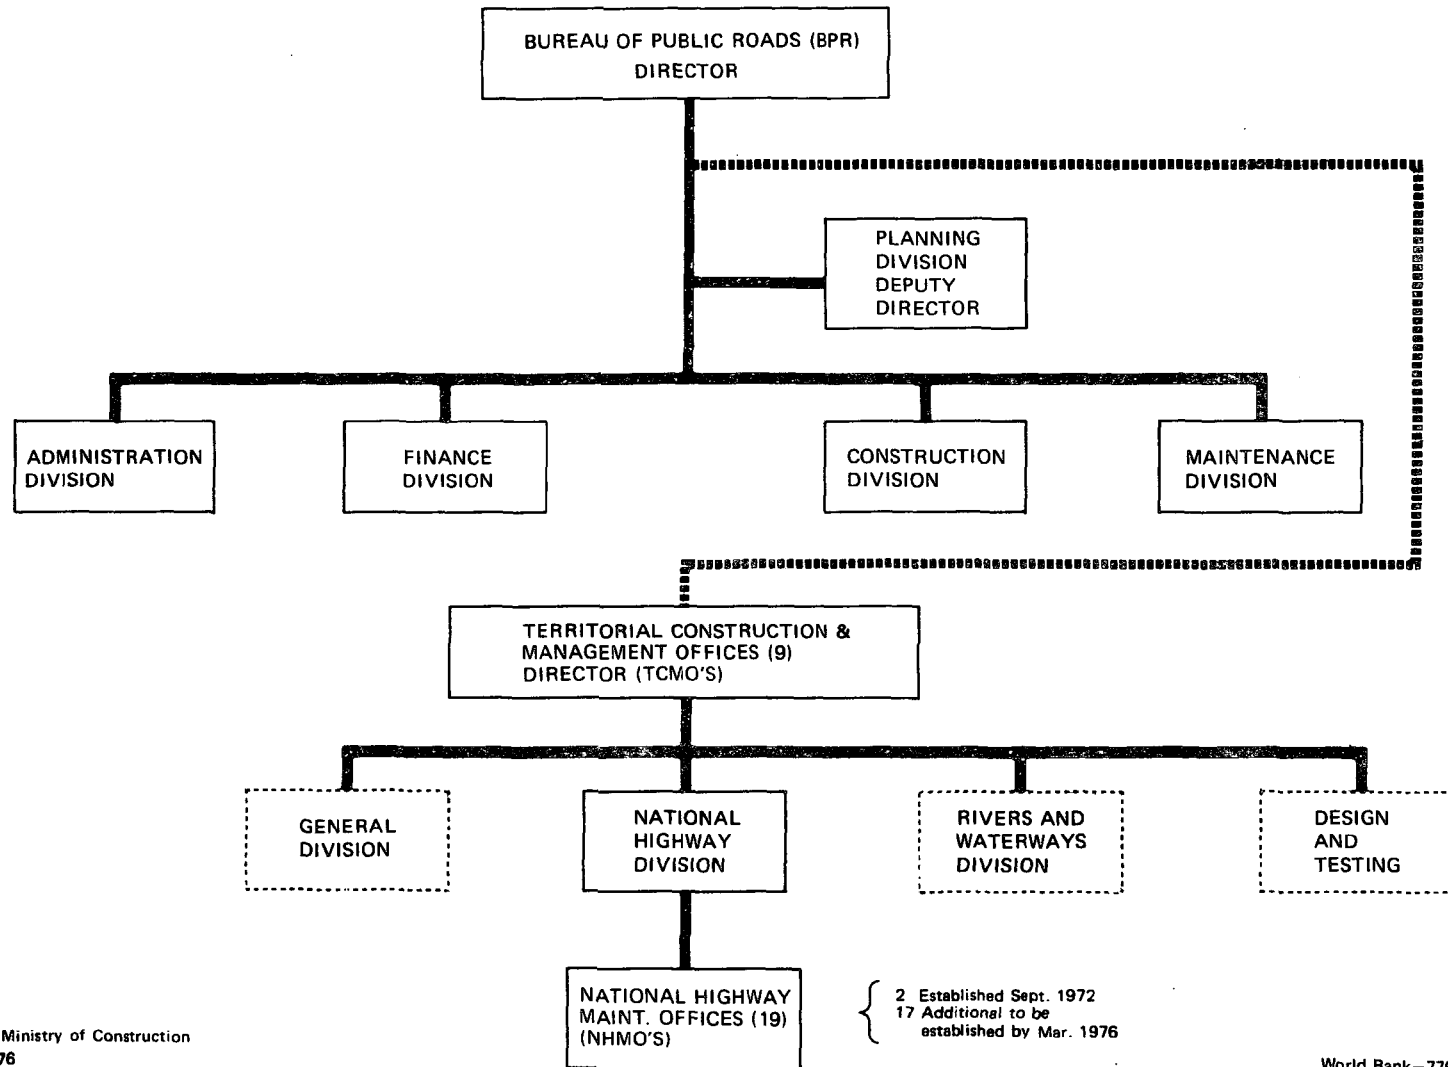 BUREAU OF PUBLIC ROADS (BPR)
DIRECTOR
PLANNING
DIVISION
DEPUTY
DIRECTOR
ADMINISTRATION
DIVISION
FINANCE
DIVISION
CONSTRUCTION
DIVISION
MAINTENANCE
DIVISION
TERRITORIAL CONSTRUCTION &
MANAGEMENT OFFICES (9)
DIRECTOR (TCMO'S)
GENERAL
DIVISION
NATIONAL
HIGHWAY
DIVISION
RIVERS AND
WATERWAYS
DIVISION
DESIGN
AND
TESTING
NATIONAL HIGHWAY
MAINT. OFFICES (19)
(NHMO'S)
2 Established Sept. 1972
17 Additional to be
established by Mar. 1976
Ministry of Construction
76
World Bank